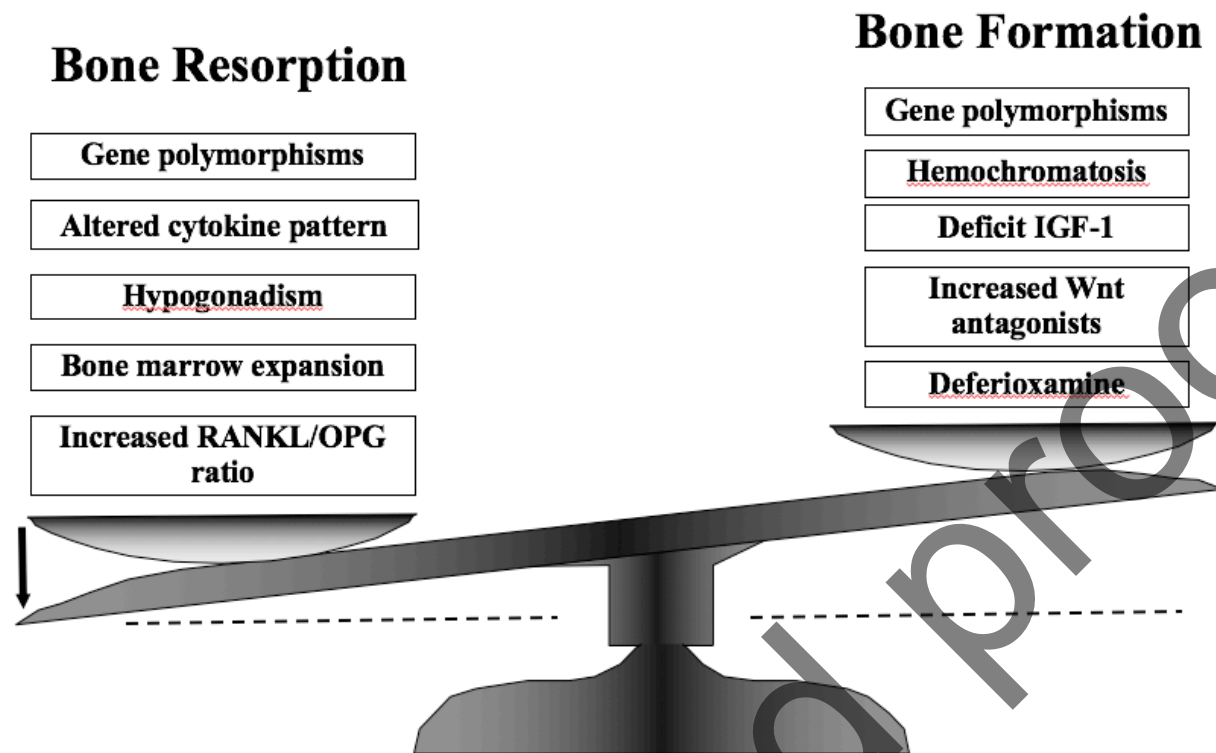 Bone Resorption
Gene polymorphisms
Altered cytokine pattern
Hypogonadism
Bone marrow expansion
Increased RANKL/OPG
ratio
Bone Formation
Gene polymorphisms
Hemochromatosis
Deficit IGF-1
Increased Wnt
antagonists
Deferioxamine
d proo